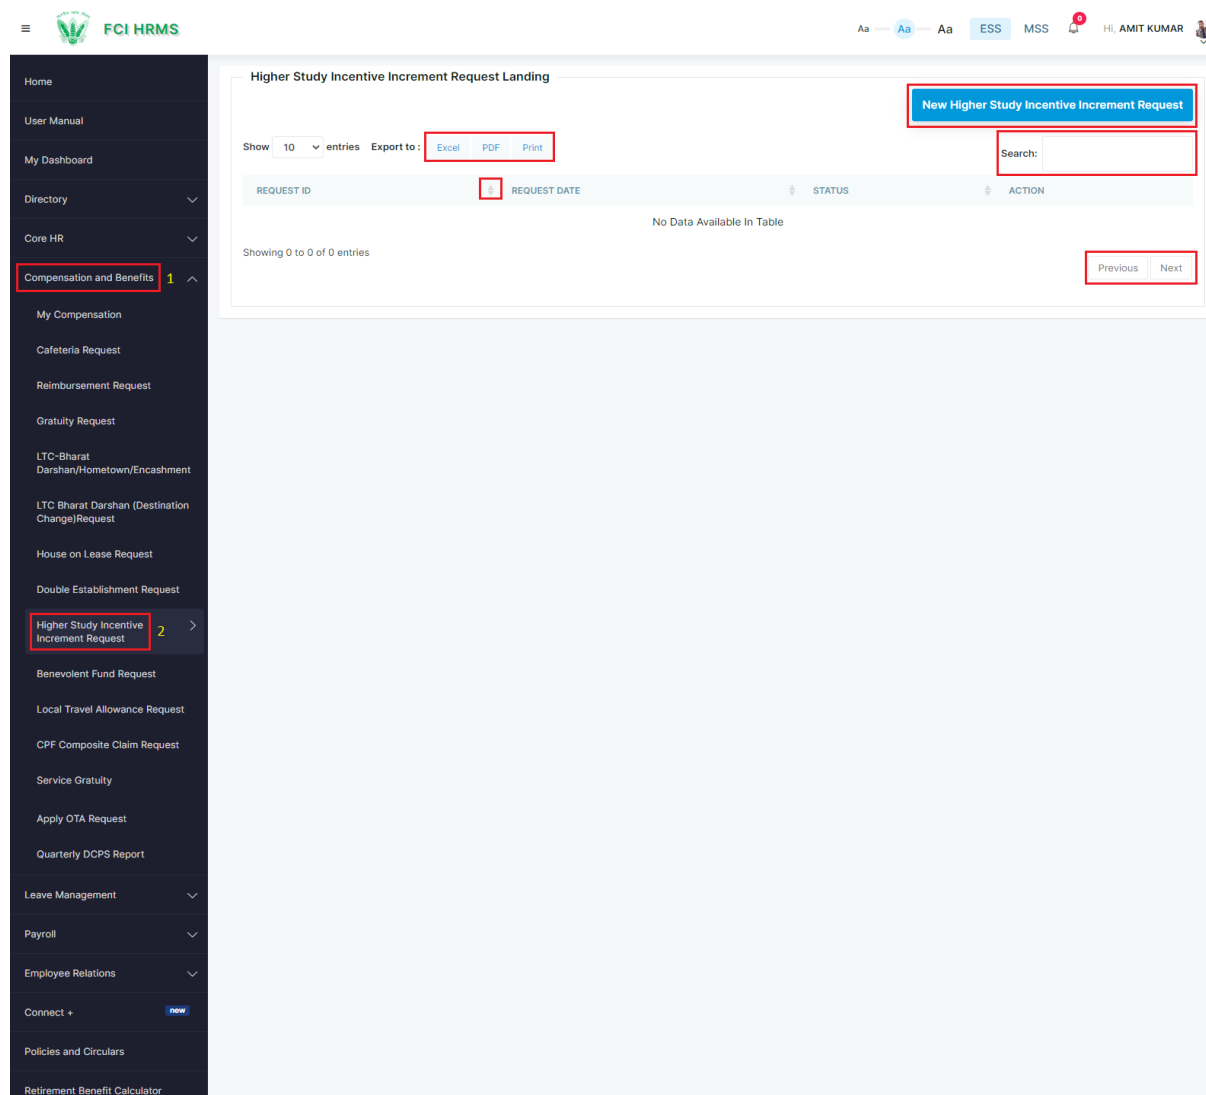 FCI HRMS
Aa Aa Aa ESS MSS 0 Hi, AMIT KUMAR
Home
User Manual
My Dashboard
Directory
Core HR
Compensation and Benefits 1
My Compensation
Cafeteria Request
Reimbursement Request
Gratuity Request
LTC-Bharat
Darshan/Hometown/Encashment
LTC Bharat Darshan (Destination
Change)Request
House on Lease Request
Double Establishment Request
Higher Study Incentive
Increment Request 2
Benevolent Fund Request
Local Travel Allowance Request
CPF Composite Claim Request
Service Gratuity
Apply OTA Request
Quarterly DCPS Report
Leave Management
Payroll
Employee Relations
Connect + new
Policies and Circulars
Retirement Benefit Calculator
Higher Study Incentive Increment Request Landing
New Higher Study Incentive Increment Request
Show 10 entries Export to : Excel PDF Print
Search:
REQUEST ID REQUEST DATE STATUS ACTION
No Data Available In Table
Showing 0 to 0 of 0 entries
Previous Next